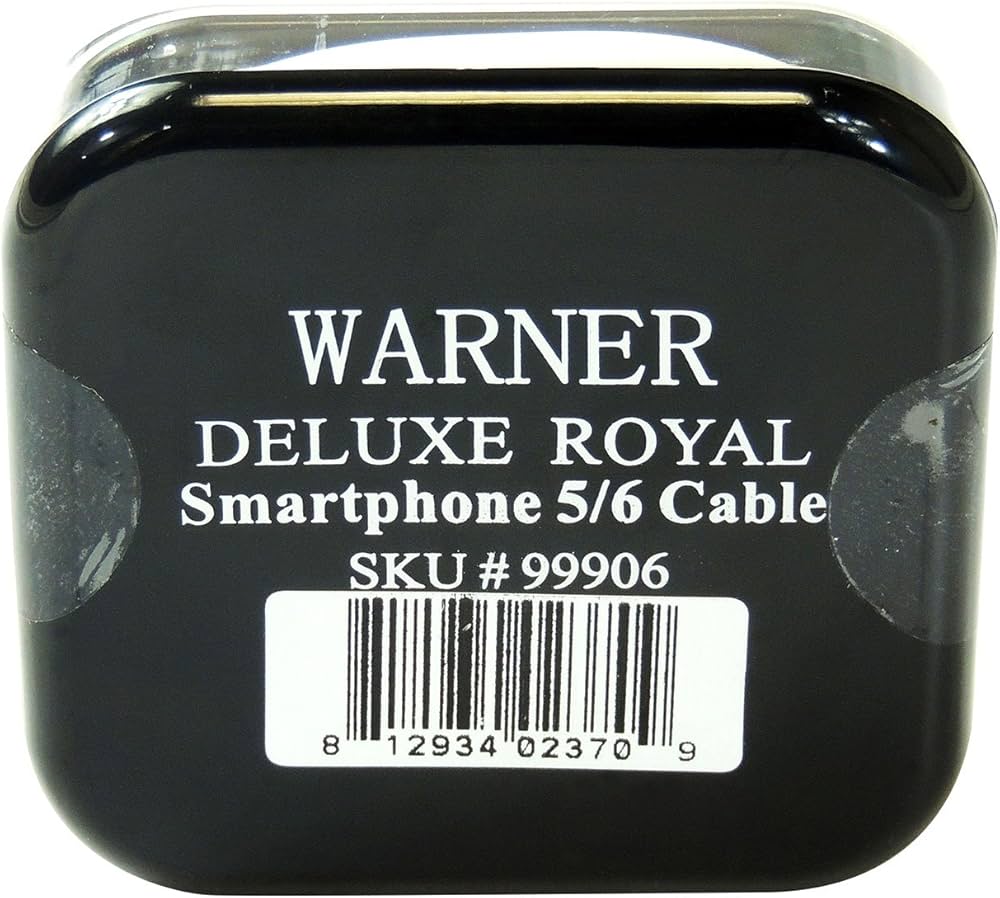 WARNER
DELUXE ROYAL
Smartphone 5/6 Cable
SKU # 99906
8 12934 02370 9